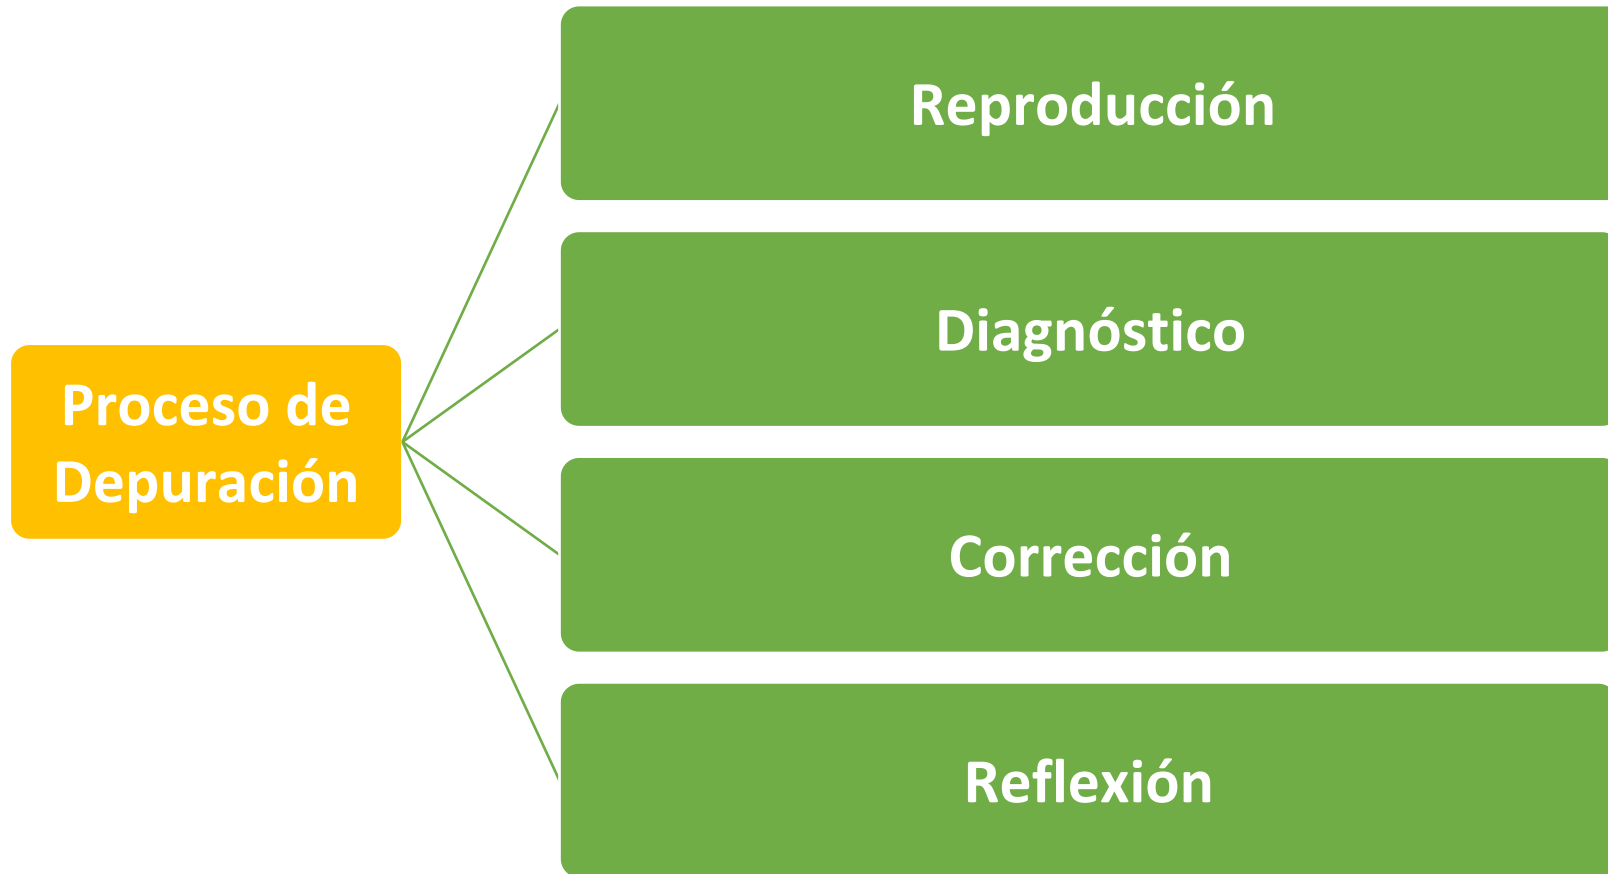 Reproducción
Diagnóstico
Proceso de
Depuración
Corrección
Reflexión